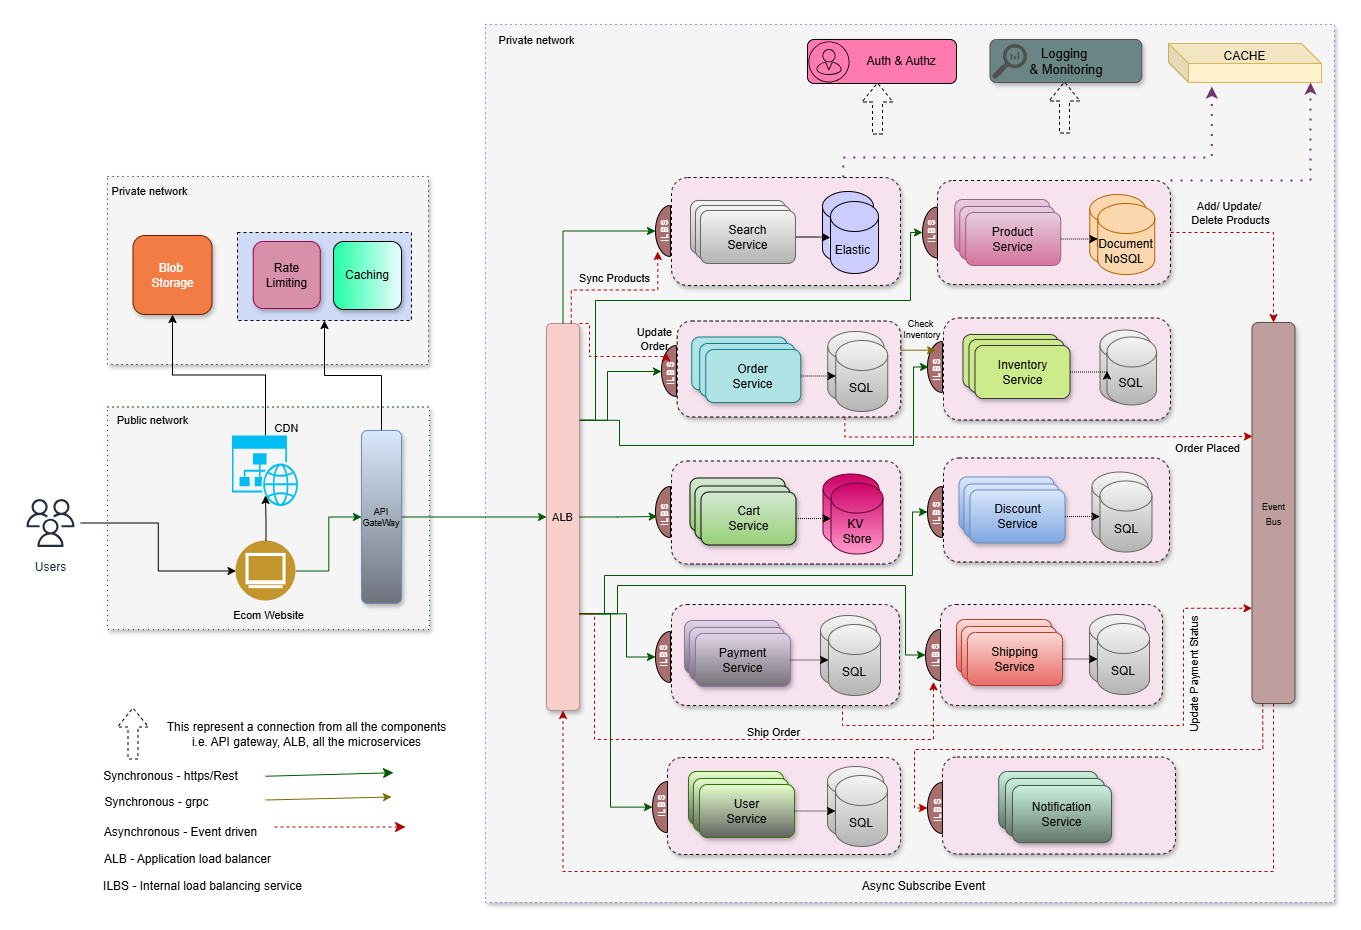 Private network
Auth & Authz
Logging
& Monitoring
CACHE
Private network
Blob
Storage
Rate
Limiting
Caching
Public network
CDN
API
GateWay
Users
Ecom Website
ALB
ILBS
Search
Service
Elastic
ILBS
Product
Service
Document
NoSQL
Add/ Update/
Delete Products
Sync Products
Update
Order
ILBS
Order
Service
SQL
Check
Inventory
ILBS
Inventory
Service
SQL
Order Placed
ILBS
Cart
Service
KV
Store
ILBS
Discount
Service
SQL
Event
Bus
ILBS
Payment
Service
SQL
ILBS
Shipping
Service
SQL
Update Payment Status
Ship Order
ILBS
User
Service
SQL
ILBS
Notification
Service
Async Subscribe Event
This represent a connection from all the components
i.e. API gateway, ALB, all the microservices
Synchronous - https/Rest
Synchronous - grpc
Asynchronous - Event driven
ALB - Application load balancer
ILBS - Internal load balancing service